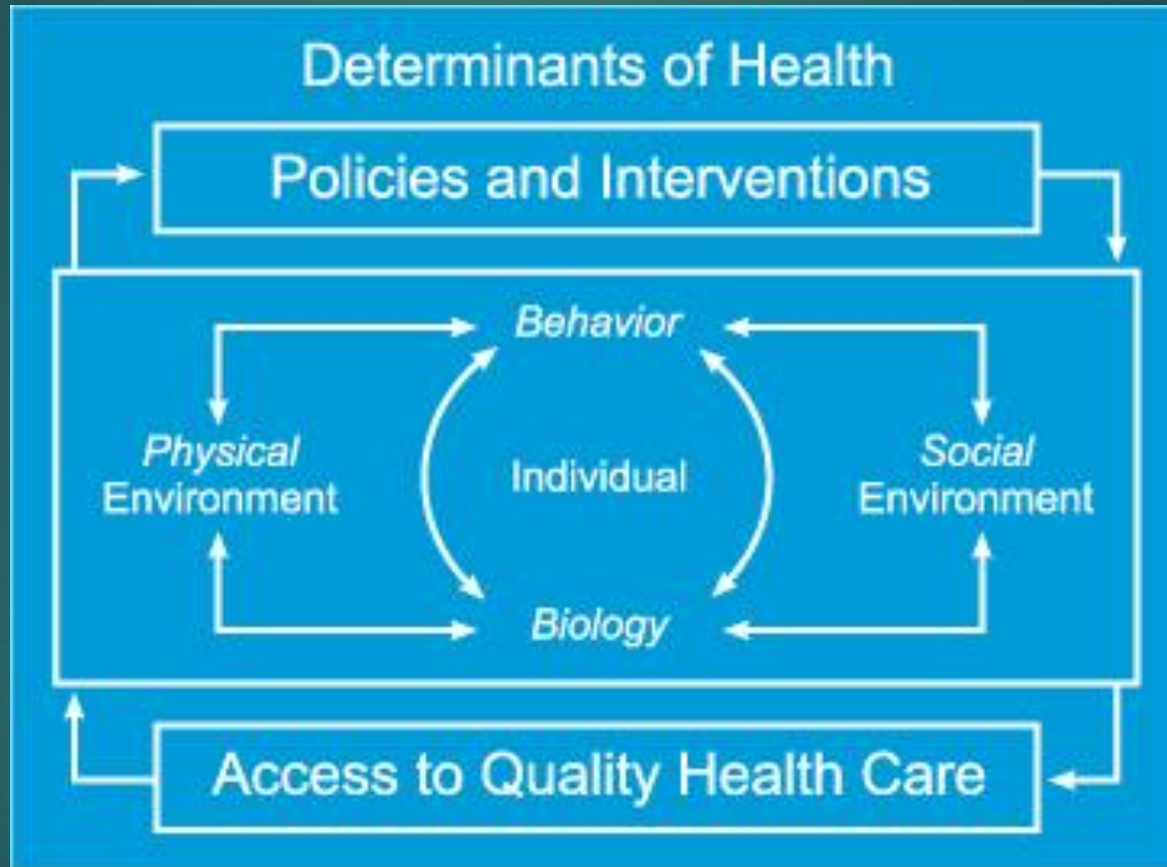 Determinants of Health
Policies and Interventions
Behavior
Physical
Environment
Individual
Social
Environment
Biology
Access to Quality Health Care